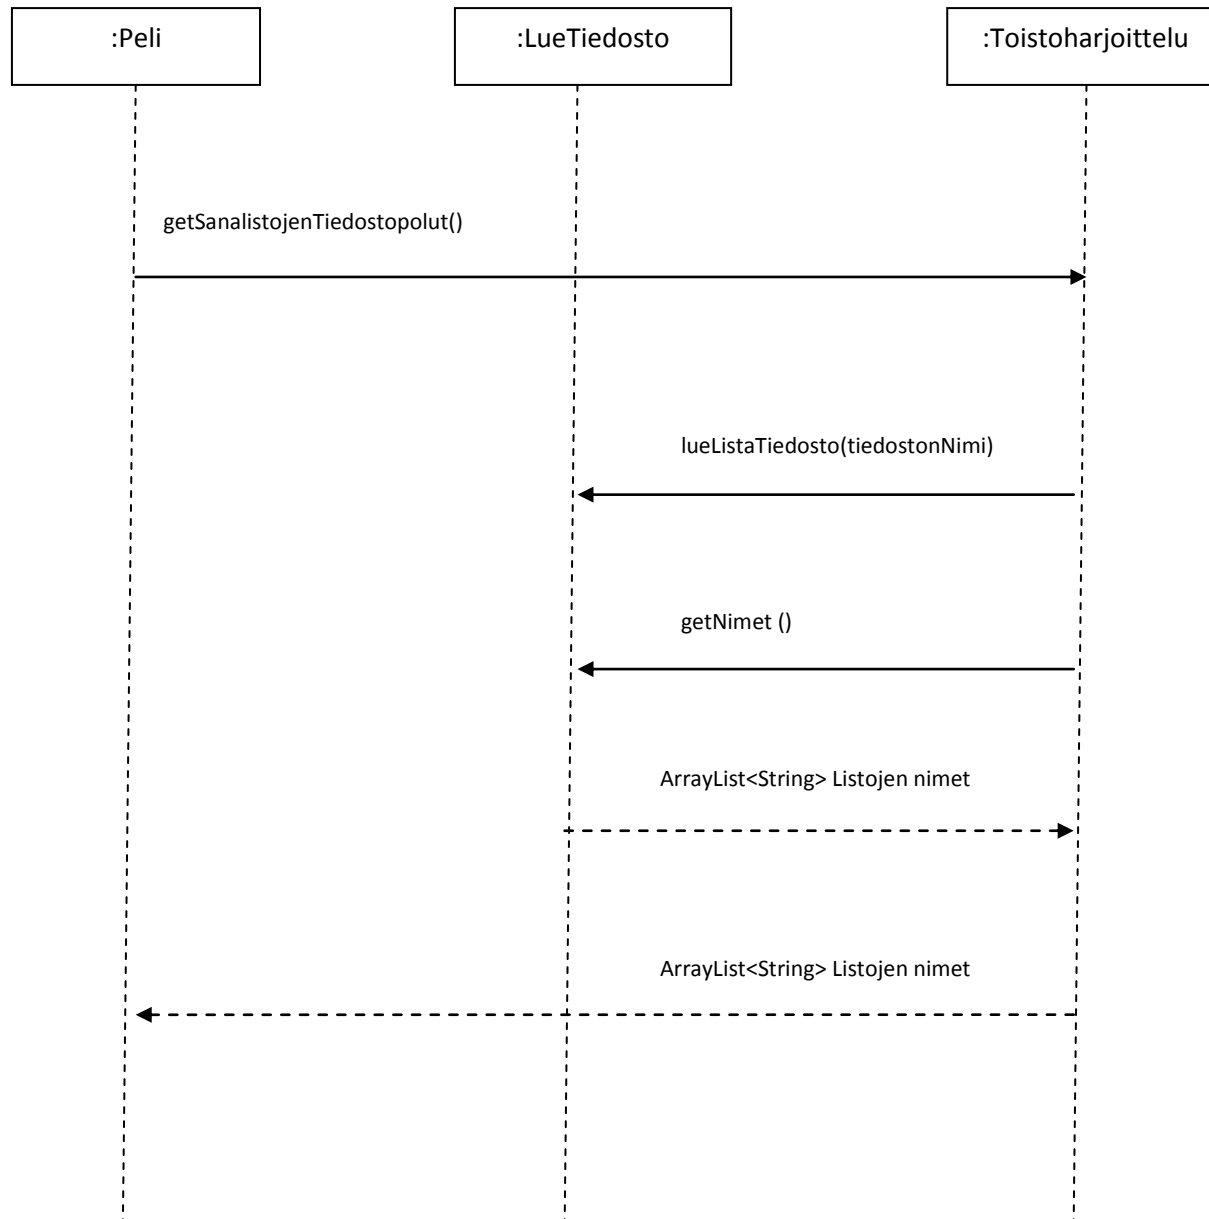 :Peli
:LueTiedosto
:Toistoharjoittelu
getSanalistojenTiedostopolut()
lueListaTiedosto(tiedostonNimi)
getNimet ()
ArrayList<String> Listojen nimet
ArrayList<String> Listojen nimet